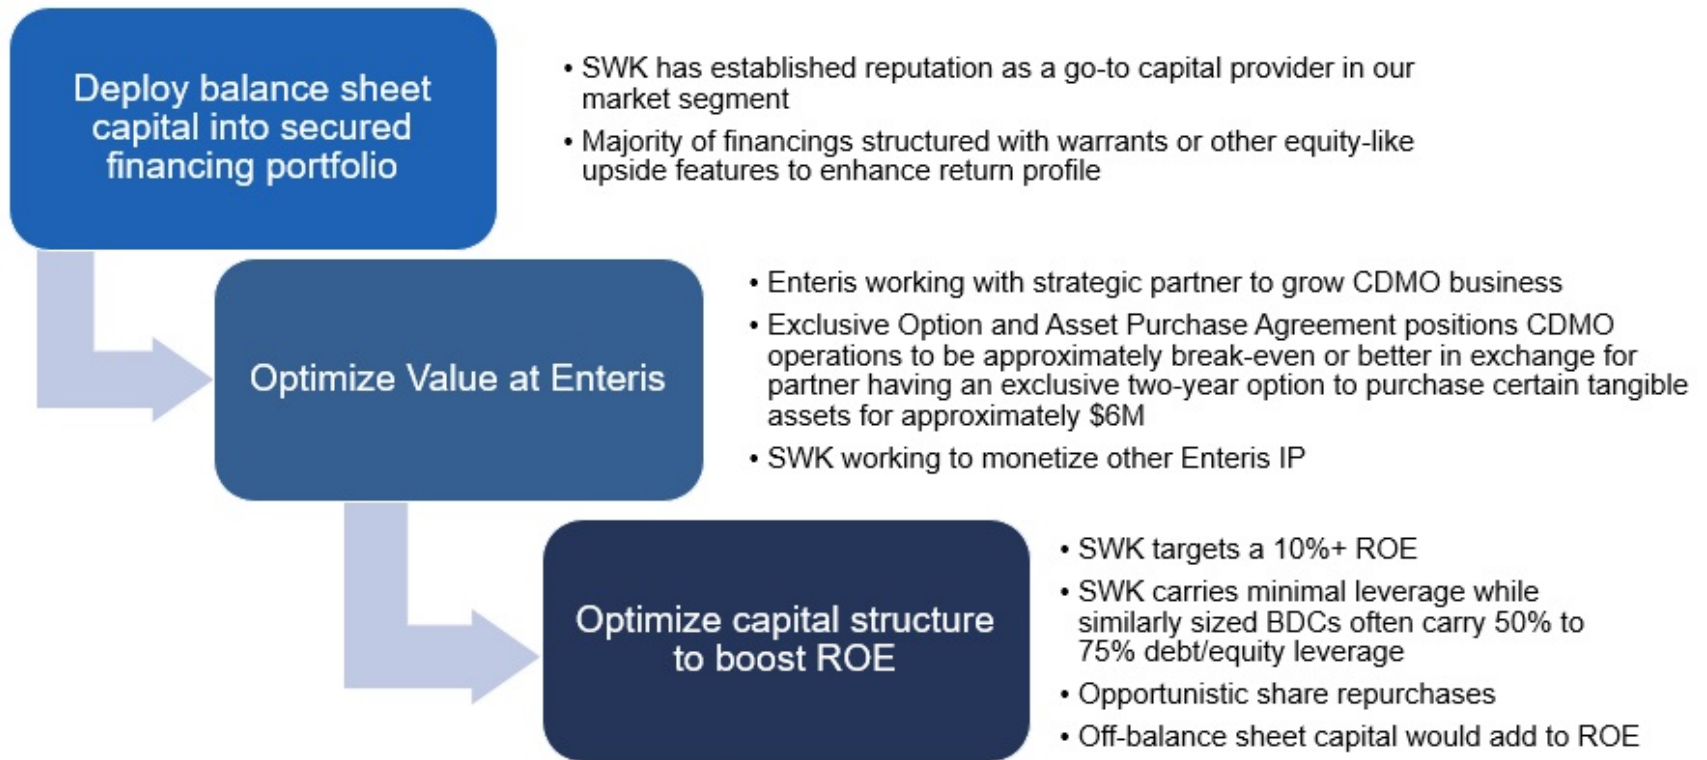 Deploy balance sheet
capital into secured
financing portfolio
• SWK has established reputation as a go-to capital provider in our
market segment
• Majority of financings structured with warrants or other equity-like
upside features to enhance return profile
Optimize Value at Enteris
• Enteris working with strategic partner to grow CDMO business
• Exclusive Option and Asset Purchase Agreement positions CDMO
operations to be approximately break-even or better in exchange for
partner having an exclusive two-year option to purchase certain tangible
assets for approximately $6M
• SWK working to monetize other Enteris IP
Optimize capital structure
to boost ROE
• SWK targets a 10%+ ROE
• SWK carries minimal leverage while
similarly sized BDCs often carry 50% to
75% debt/equity leverage
• Opportunistic share repurchases
• Off-balance sheet capital would add to ROE